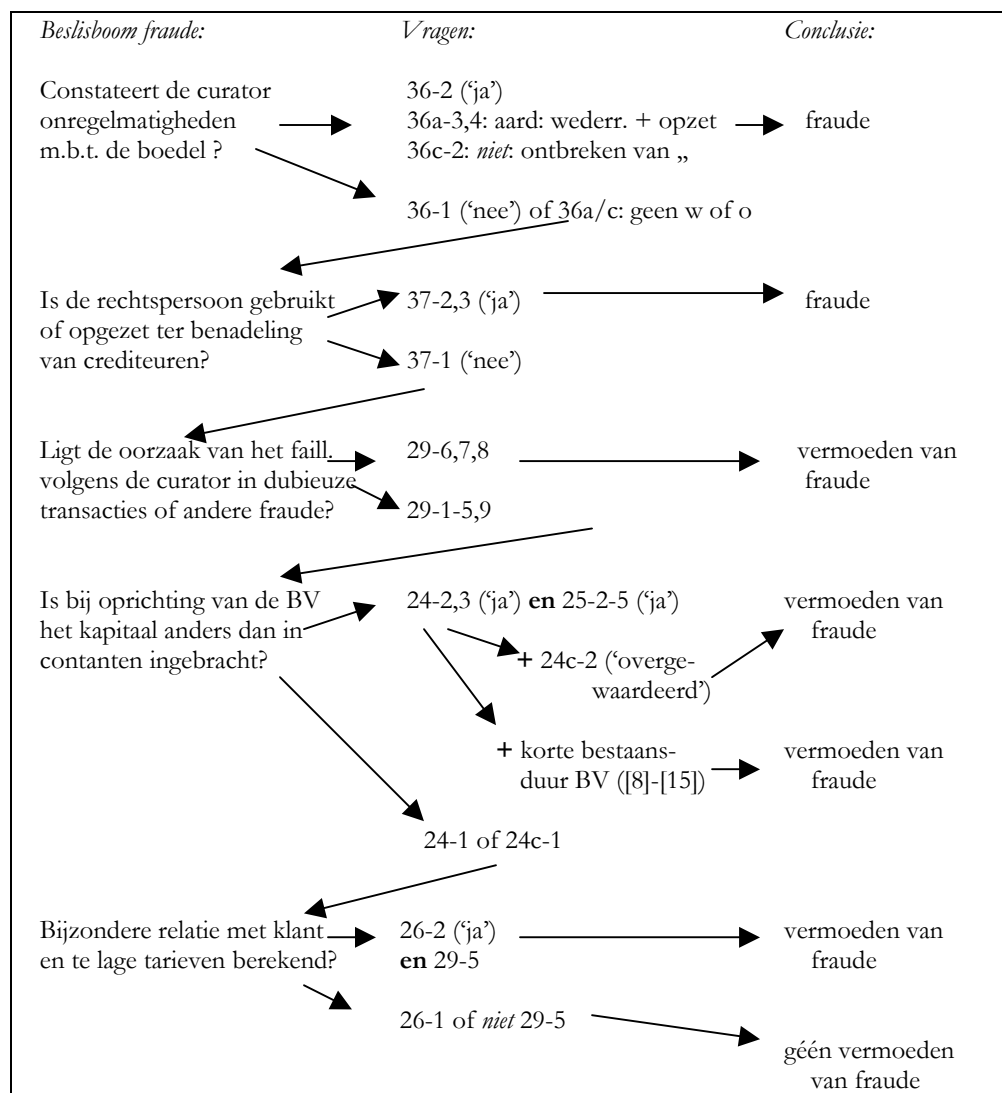 Beslisboom fraude: Vragen: Conclusie:
Constateert de curator
onregelmatigheden
m.b.t. de boedel ?
36-2 (‘ja’)
36a-3,4: aard: wederr. + opzet
36c-2: niet: ontbreken van „
fraude
36-1 (‘nee’) of 36a/c: geen w of o
Is de rechtspersoon gebruikt
of opgezet ter benadeling
van crediteuren?
37-2,3 (‘ja’)
fraude
37-1 (‘nee’)
Ligt de oorzaak van het faill.
volgens de curator in dubieuze
transacties of andere fraude?
29-6,7,8
vermoeden van
fraude
29-1-5,9
Is bij oprichting van de BV
het kapitaal anders dan in
contanten ingebracht?
24-2,3 (‘ja’) en 25-2-5 (‘ja’)
+ 24c-2 (‘overge-
waardeerd’)
vermoeden van
fraude
+ korte bestaans-
duur BV ([8]-[15])
vermoeden van
fraude
24-1 of 24c-1
Bijzondere relatie met klant
en te lage tarieven berekend?
26-2 (‘ja’)
en 29-5
vermoeden van
fraude
26-1 of niet 29-5
géén vermoeden
van fraude